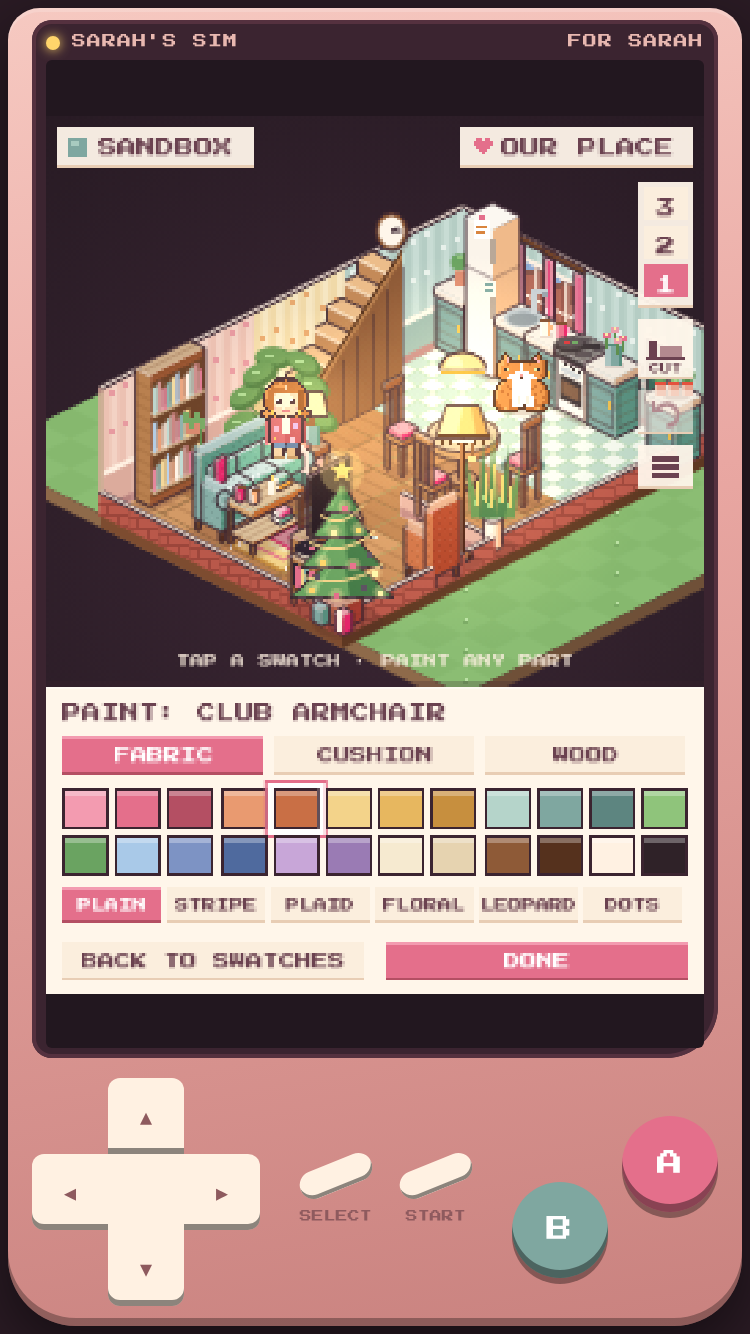 SARAH'S SIM
FOR SARAH
SANDBOX
OUR PLACE
3
2
1
CUT
TAP A SWATCH · PAINT ANY PART
PAINT: CLUB ARMCHAIR
FABRIC
CUSHION
WOOD
PLAIN
STRIPE
PLAID
FLORAL
LEOPARD
DOTS
BACK TO SWATCHES
DONE
SELECT
START
B
A